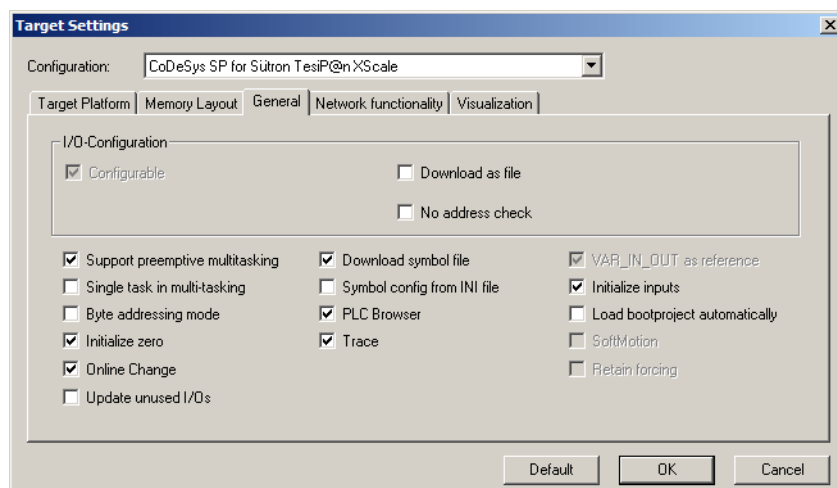 Target Settings
Configuration: CoDeSys SP for Sütron TesiP@n XScale
Target Platform Memory Layout General Network functionality Visualization
I/O-Configuration
Configurable Download as file
No address check
Support preemptive multitasking Download symbol file VAR_IN_OUT as reference
Single task in multi-tasking Symbol config from INI file Initialize inputs
Byte addressing mode PLC Browser Load bootproject automatically
Initialize zero Trace SoftMotion
Online Change Retain forcing
Update unused I/Os
Default OK Cancel